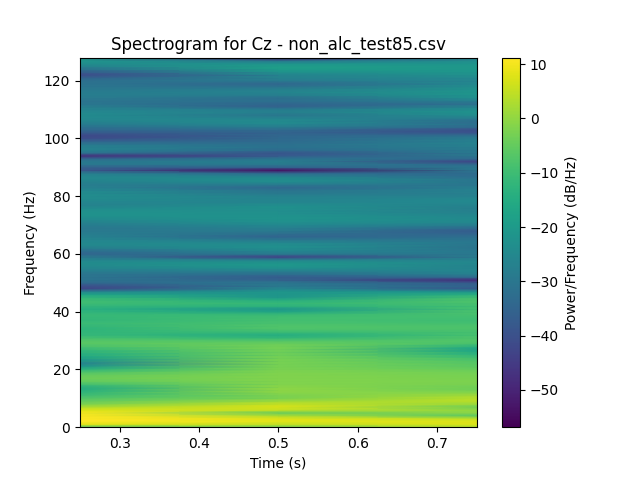 Spectrogram for Cz - non_alc_test85.csv
Frequency (Hz)
120
100
80
60
40
20
0
0.3 0.4 0.5 0.6 0.7
Time (s)
10
0
−10
−20
−30
−40
−50
Power/Frequency (dB/Hz)